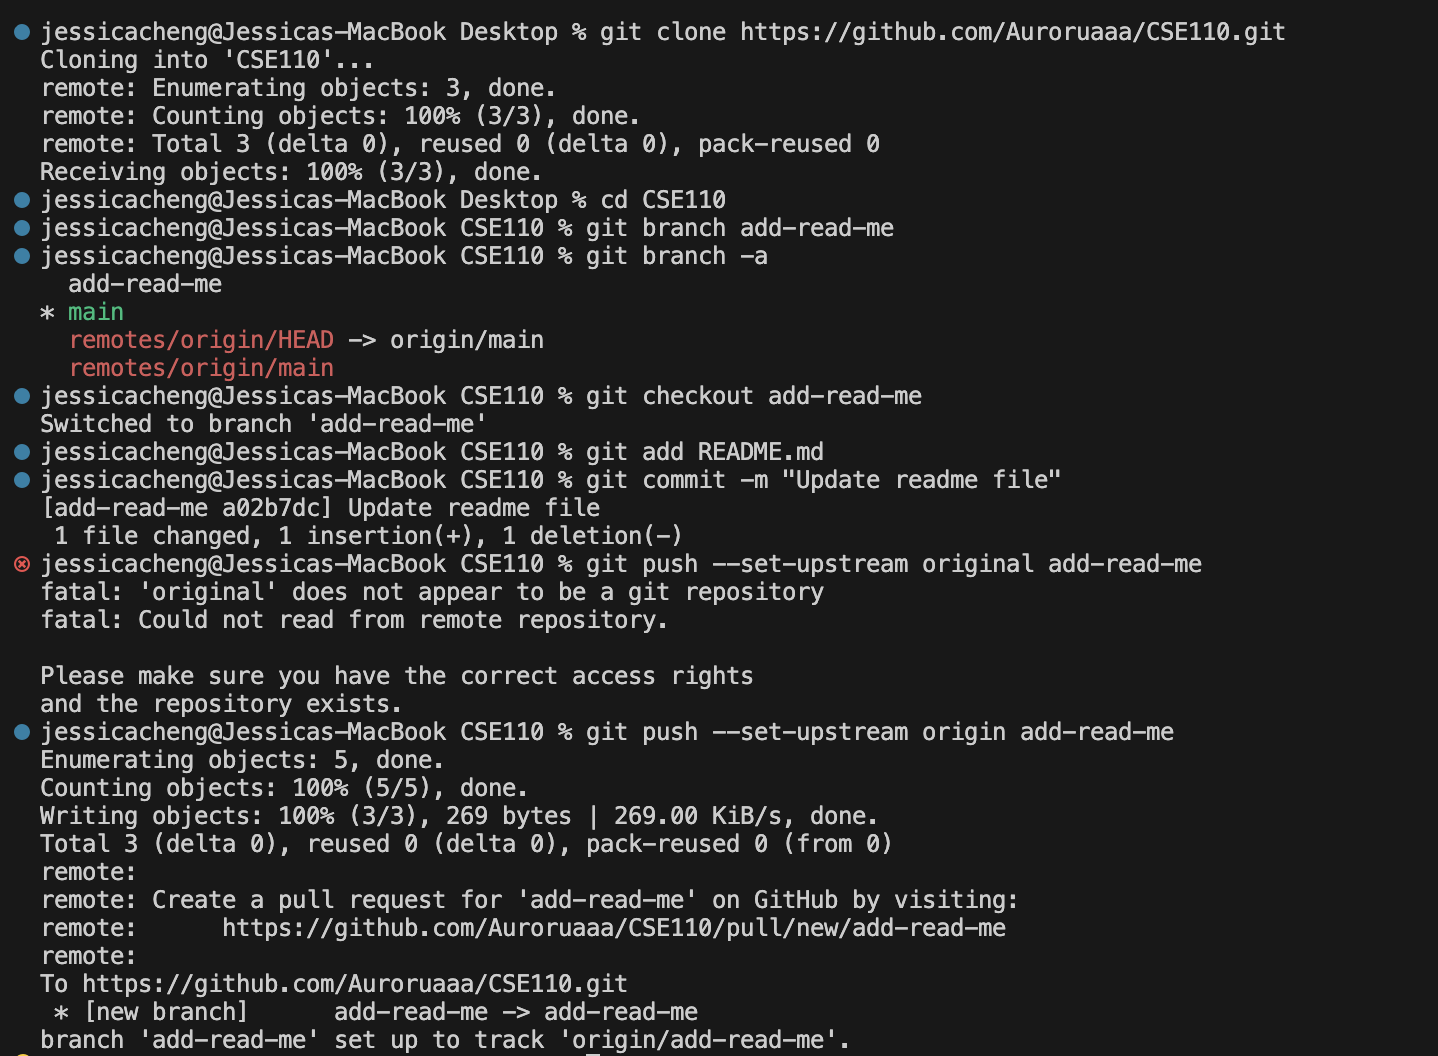 jessicacheng@Jessicas-MacBook Desktop % git clone https://github.com/Auroruaaa/CSE110.git
Cloning into 'CSE110'...
remote: Enumerating objects: 3, done.
remote: Counting objects: 100% (3/3), done.
remote: Total 3 (delta 0), reused 0 (delta 0), pack-reused 0
Receiving objects: 100% (3/3), done.
jessicacheng@Jessicas-MacBook Desktop % cd CSE110
jessicacheng@Jessicas-MacBook CSE110 % git branch add-read-me
jessicacheng@Jessicas-MacBook CSE110 % git branch -a
  add-read-me
* main
  remotes/origin/HEAD -> origin/main
  remotes/origin/main
jessicacheng@Jessicas-MacBook CSE110 % git checkout add-read-me
Switched to branch 'add-read-me'
jessicacheng@Jessicas-MacBook CSE110 % git add README.md
jessicacheng@Jessicas-MacBook CSE110 % git commit -m "Update readme file"
[add-read-me a02b7dc] Update readme file
 1 file changed, 1 insertion(+), 1 deletion(-)
jessicacheng@Jessicas-MacBook CSE110 % git push --set-upstream original add-read-me
fatal: 'original' does not appear to be a git repository
fatal: Could not read from remote repository.

Please make sure you have the correct access rights
and the repository exists.
jessicacheng@Jessicas-MacBook CSE110 % git push --set-upstream origin add-read-me
Enumerating objects: 5, done.
Counting objects: 100% (5/5), done.
Writing objects: 100% (3/3), 269 bytes | 269.00 KiB/s, done.
Total 3 (delta 0), reused 0 (delta 0), pack-reused 0 (from 0)
remote:
remote: Create a pull request for 'add-read-me' on GitHub by visiting:
remote:      https://github.com/Auroruaaa/CSE110/pull/new/add-read-me
remote:
To https://github.com/Auroruaaa/CSE110.git
 * [new branch]      add-read-me -> add-read-me
branch 'add-read-me' set up to track 'origin/add-read-me'.